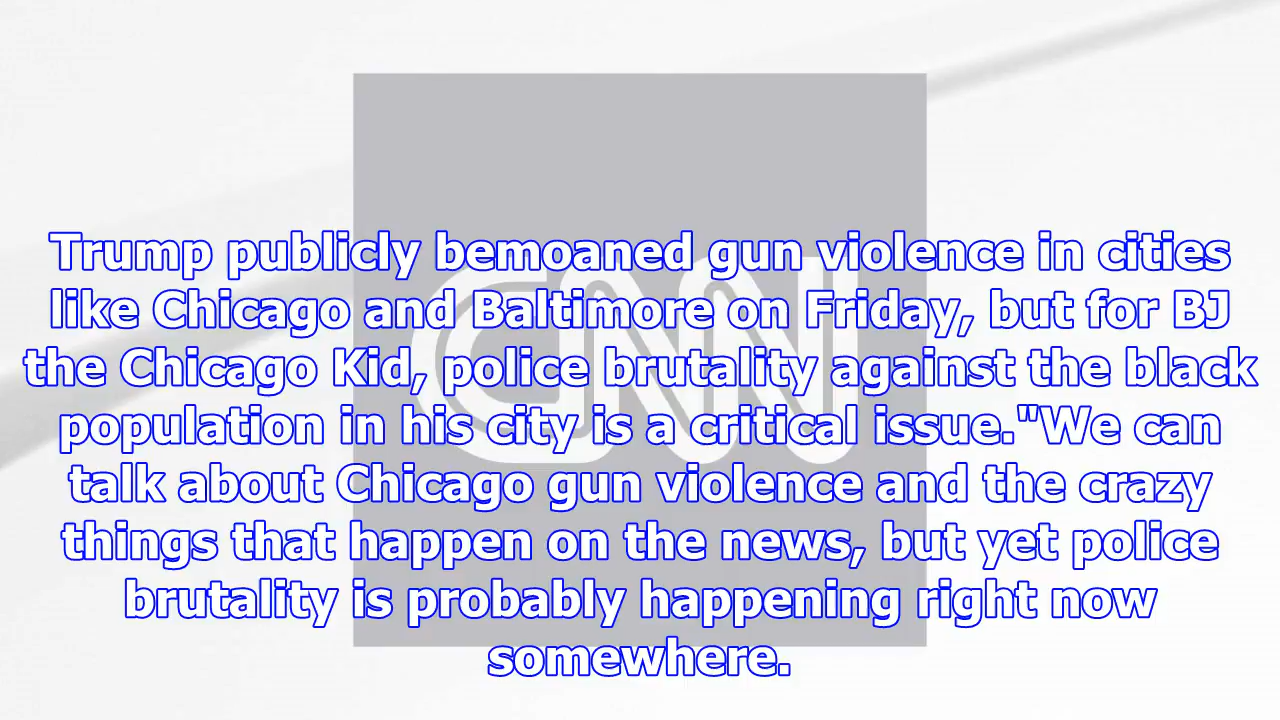 Trump publicly bemoaned gun violence in cities
like Chicago and Baltimore on Friday, but for BJ
the Chicago Kid, police brutality against the black
population in his city is a critical issue."We can
talk about Chicago gun violence and the crazy
things that happen on the news, but yet police
brutality is probably happening right now
somewhere.
CNN